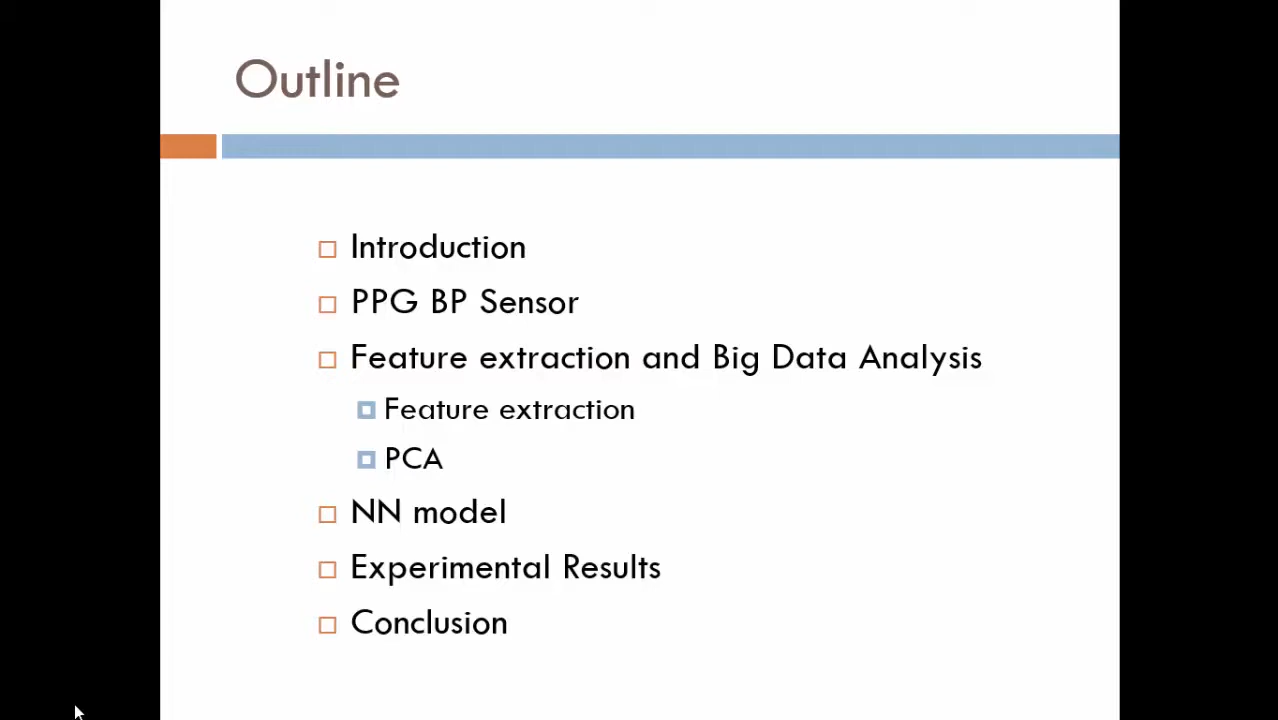 Outline
Introduction
PPG BP Sensor
Feature extraction and Big Data Analysis
Feature extraction
PCA
NN model
Experimental Results
Conclusion